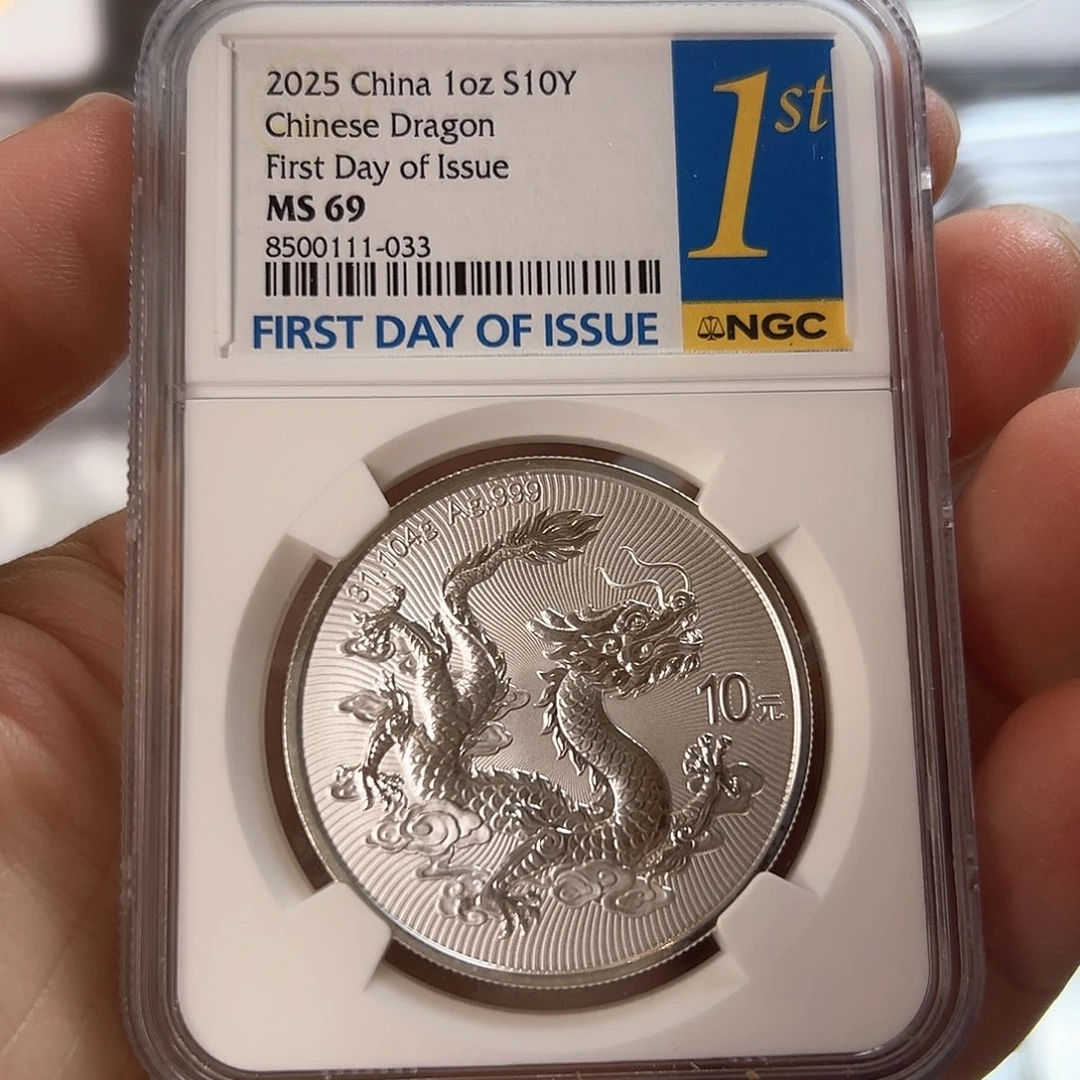 2025 China 1oz S10Y
Chinese Dragon
First Day of Issue
MS 69
8500111-033
FIRST DAY OF ISSUE
1st
NGC
31.104g Ag.999
10元